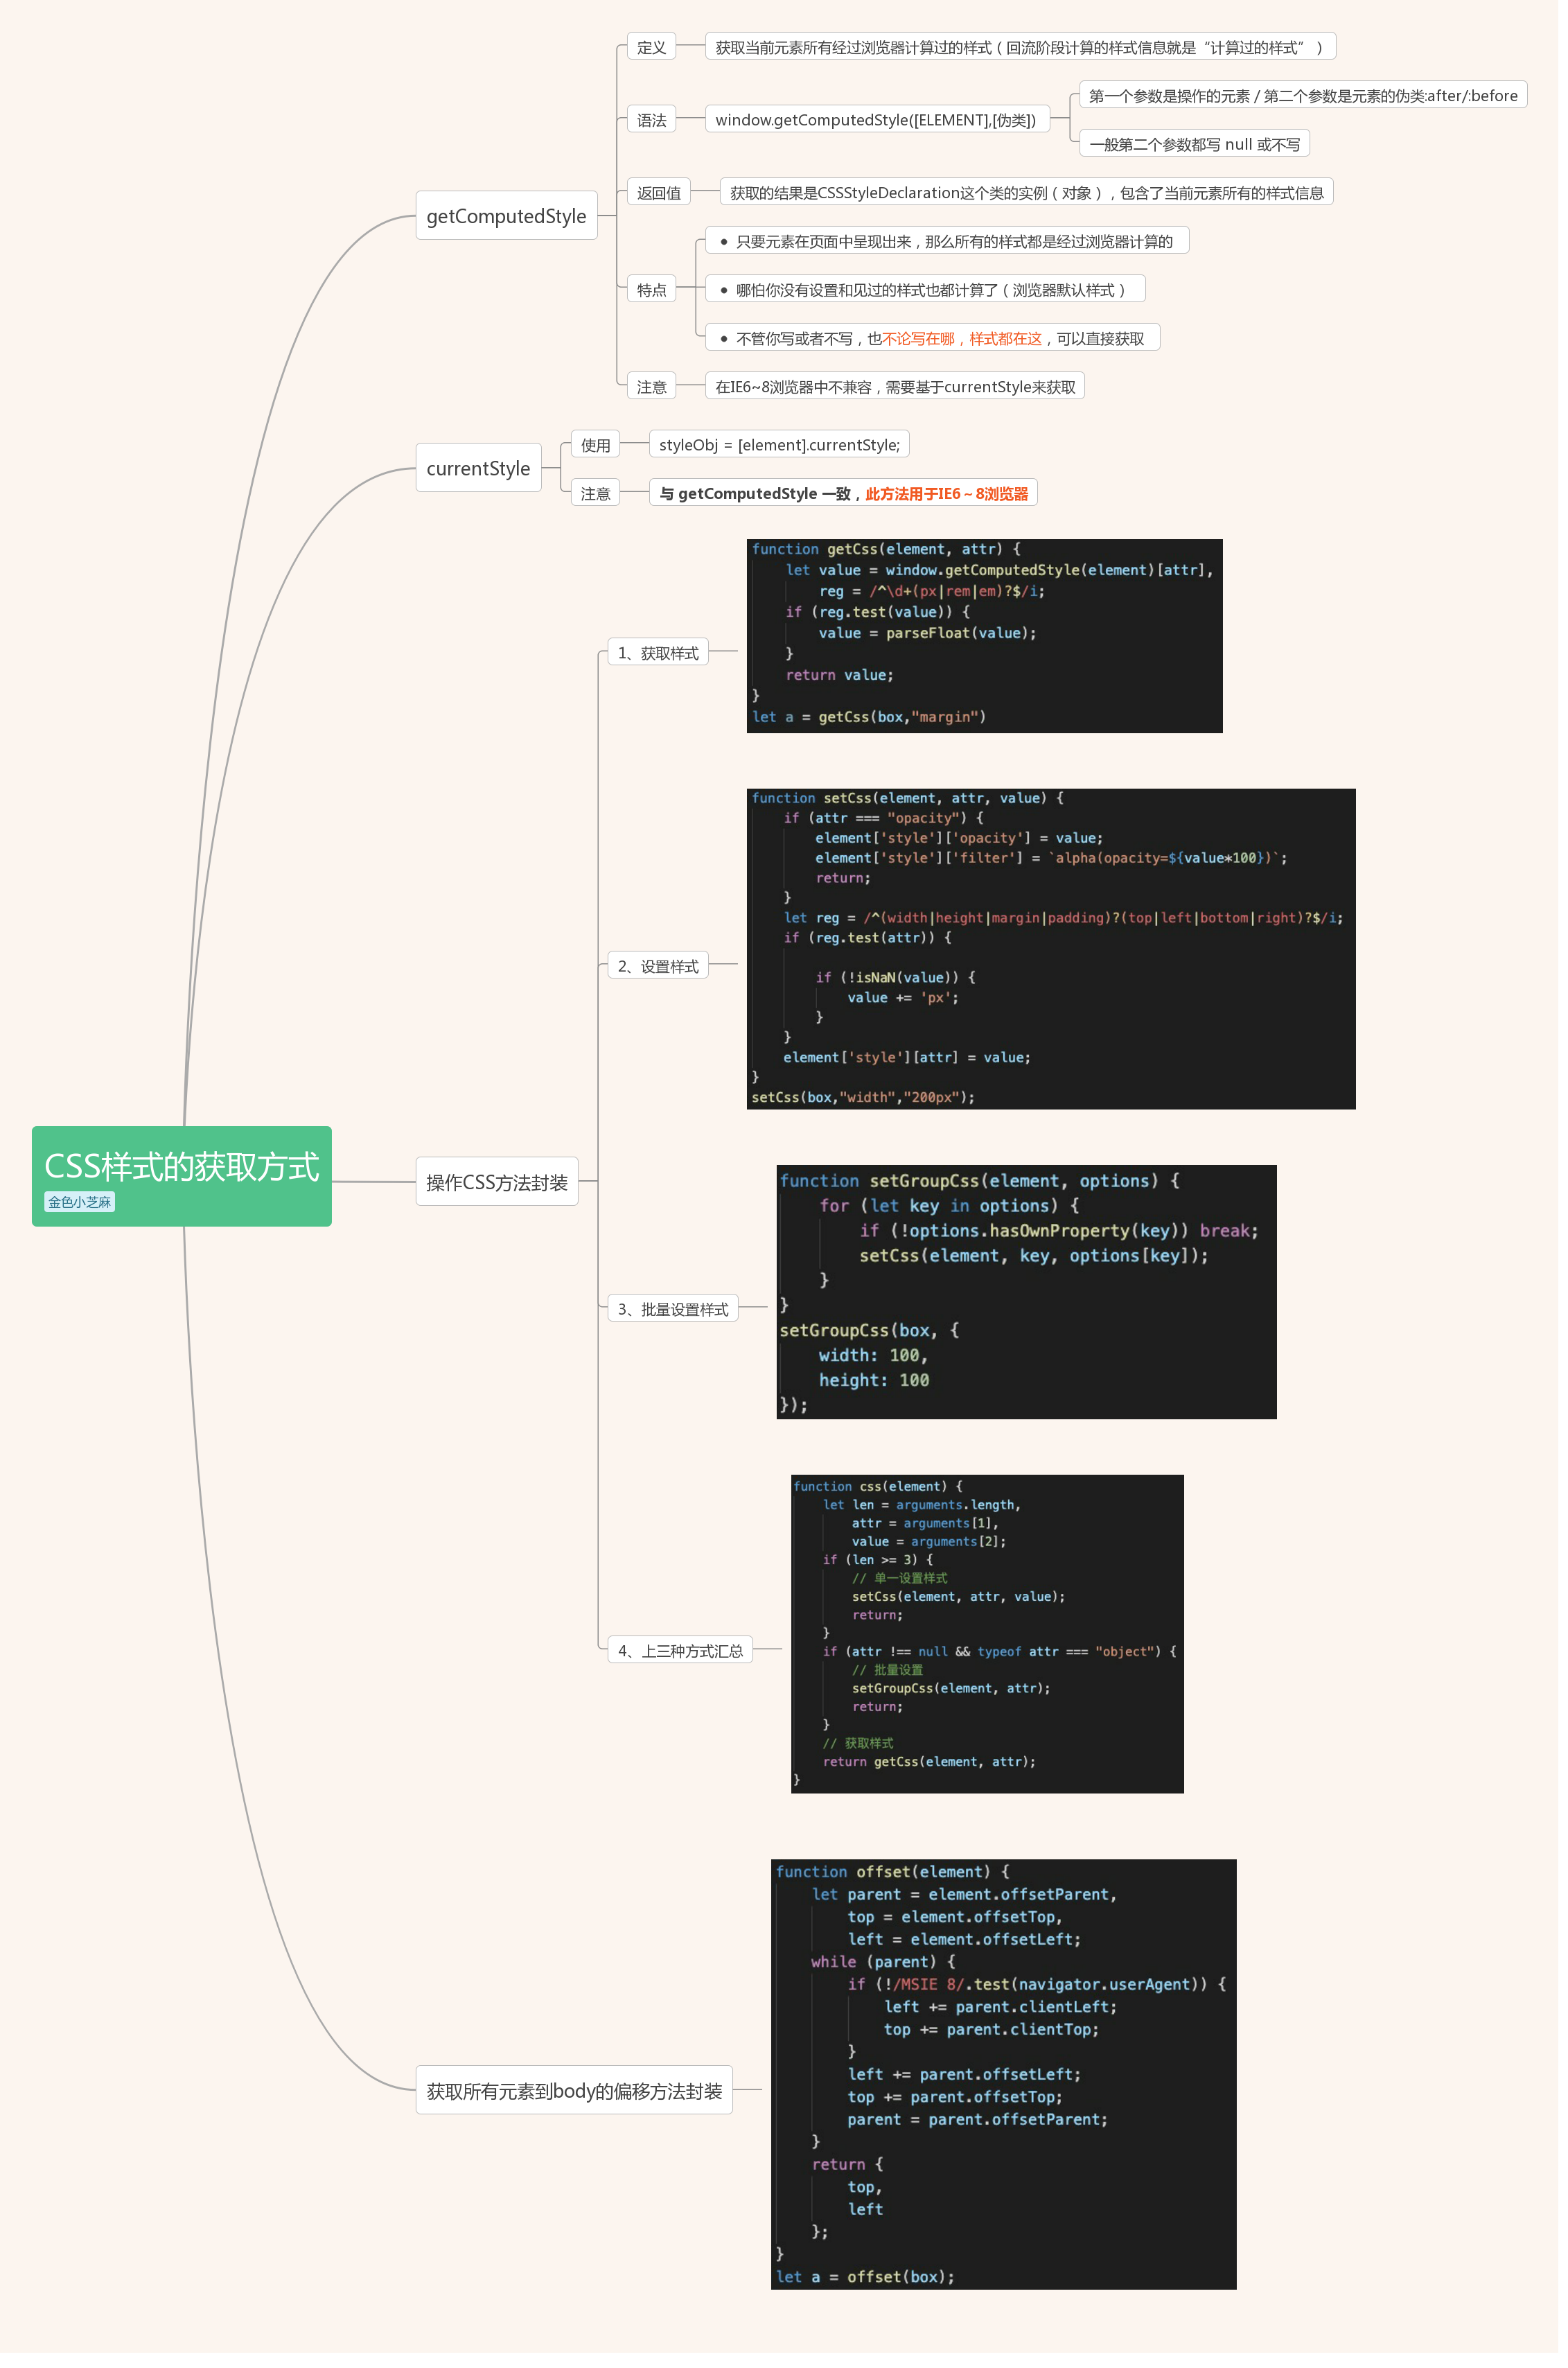 CSS样式的获取方式
金色小芝麻
getComputedStyle
定义
获取当前元素所有经过浏览器计算过的样式（回流阶段计算的样式信息就是“计算过的样式”）
语法
window.getComputedStyle([ELEMENT],[伪类])
第一个参数是操作的元素 / 第二个参数是元素的伪类:after/:before
一般第二个参数都写 null 或不写
返回值
获取的结果是CSSStyleDeclaration这个类的实例（对象），包含了当前元素所有的样式信息
特点
• 只要元素在页面中呈现出来，那么所有的样式都是经过浏览器计算的
• 哪怕你没有设置和见过的样式也都计算了（浏览器默认样式）
• 不管你写或者不写，也不论写在哪，样式都在这，可以直接获取
注意
在IE6~8浏览器中不兼容，需要基于currentStyle来获取
currentStyle
使用
styleObj = [element].currentStyle;
注意
与 getComputedStyle 一致，此方法用于IE6～8浏览器
操作CSS方法封装
1、获取样式
function getCss(element, attr) {
    let value = window.getComputedStyle(element)[attr],
        reg = /^\d+(px|rem|em)?$/i;
    if (reg.test(value)) {
        value = parseFloat(value);
    }
    return value;
}
let a = getCss(box,"margin")
2、设置样式
function setCss(element, attr, value) {
    if (attr === "opacity") {
        element['style']['opacity'] = value;
        element['style']['filter'] = `alpha(opacity=${value*100})`;
        return;
    }
    let reg = /^(width|height|margin|padding)?(top|left|bottom|right)?$/i;
    if (reg.test(attr)) {
        if (!isNaN(value)) {
            value += 'px';
        }
    }
    element['style'][attr] = value;
}
setCss(box,"width","200px");
3、批量设置样式
function setGroupCss(element, options) {
    for (let key in options) {
        if (!options.hasOwnProperty(key)) break;
        setCss(element, key, options[key]);
    }
}
setGroupCss(box, {
    width: 100,
    height: 100
});
4、上三种方式汇总
function css(element) {
    let len = arguments.length,
        attr = arguments[1],
        value = arguments[2];
    if (len >= 3) {
        // 单一设置样式
        setCss(element, attr, value);
        return;
    }
    if (attr !== null && typeof attr === "object") {
        // 批量设置
        setGroupCss(element, attr);
        return;
    }
    // 获取样式
    return getCss(element, attr);
}
获取所有元素到body的偏移方法封装
function offset(element) {
    let parent = element.offsetParent,
        top = element.offsetTop,
        left = element.offsetLeft;
    while (parent) {
        if (!/MSIE 8/.test(navigator.userAgent)) {
            left += parent.clientLeft;
            top += parent.clientTop;
        }
        left += parent.offsetLeft;
        top += parent.offsetTop;
        parent = parent.offsetParent;
    }
    return {
        top,
        left
    };
}
let a = offset(box);